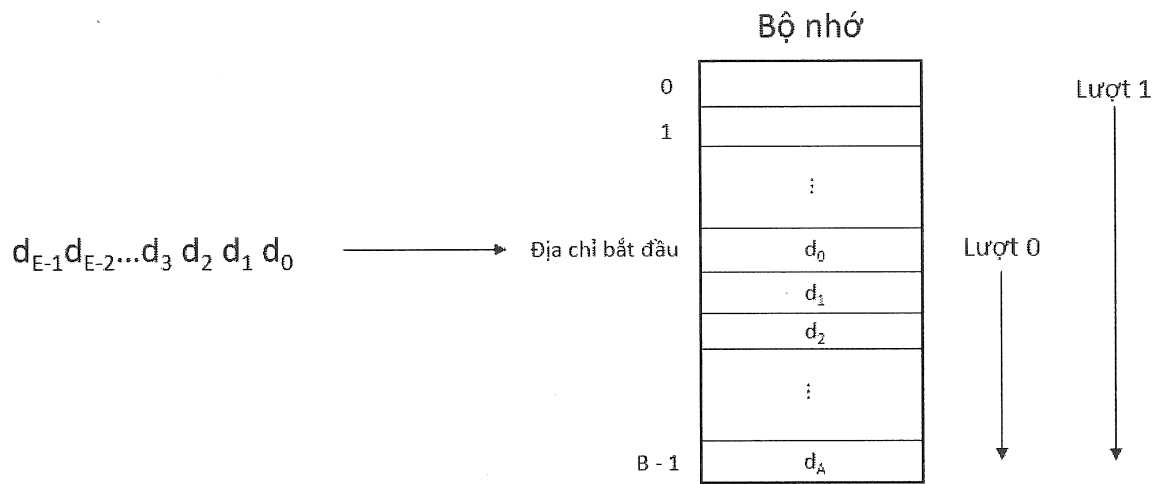 Bộ nhớ
0
Lượt 1
1
⋮
d_{E-1}d_{E-2}...d_3 d_2 d_1 d_0
Địa chỉ bắt đầu
d_0
Lượt 0
d_1
d_2
⋮
B - 1
d_A